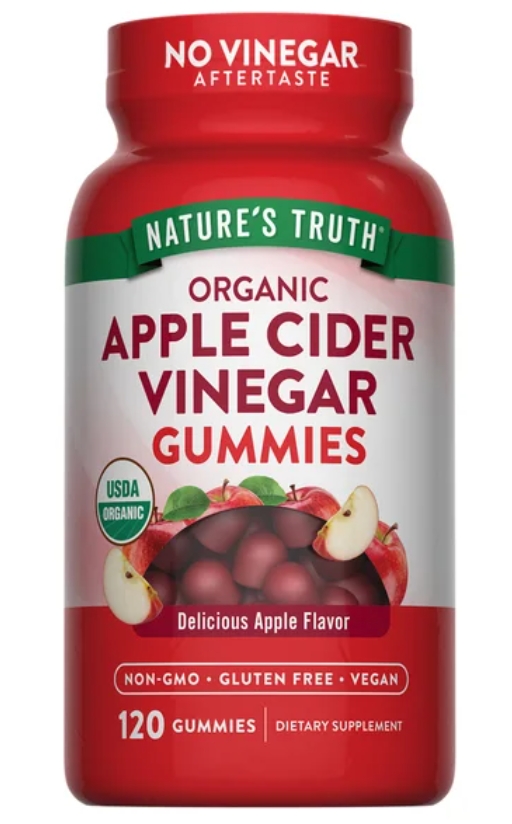 NO VINEGAR
AFTERTASTE
NATURE'S TRUTH®
ORGANIC
APPLE CIDER
VINEGAR
GUMMIES
USDA
ORGANIC
Delicious Apple Flavor
NON-GMO • GLUTEN FREE • VEGAN
120 GUMMIES | DIETARY SUPPLEMENT